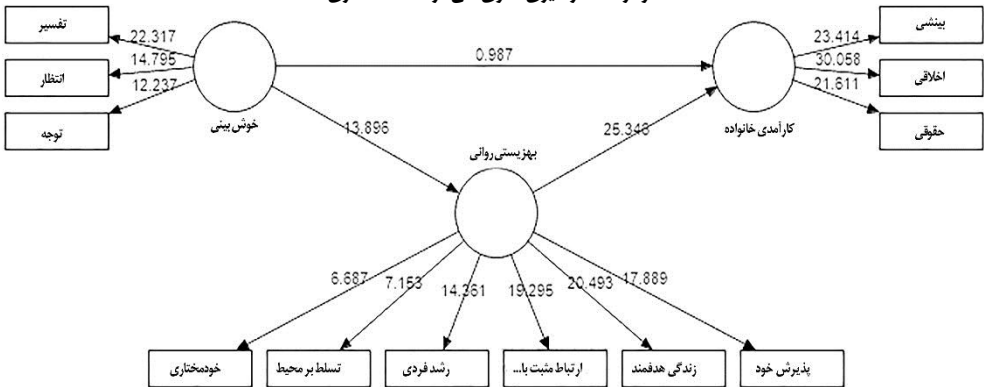 تفسیر
22.317
بینشی
23.414
0.987
انتظار
14.795
اخلاقی
30.058
توجه
12.237
حقوقی
21.611
خوش بینی
کارآمدی خانواده
13.896
25.348
بهزیستی روانی
6.687
7.153
14.361
19.295
20.493
17.889
خودمختاری
تسلط بر محیط
رشد فردی
ارتباط مثبت با...
زندگی هدفمند
پذیرش خود